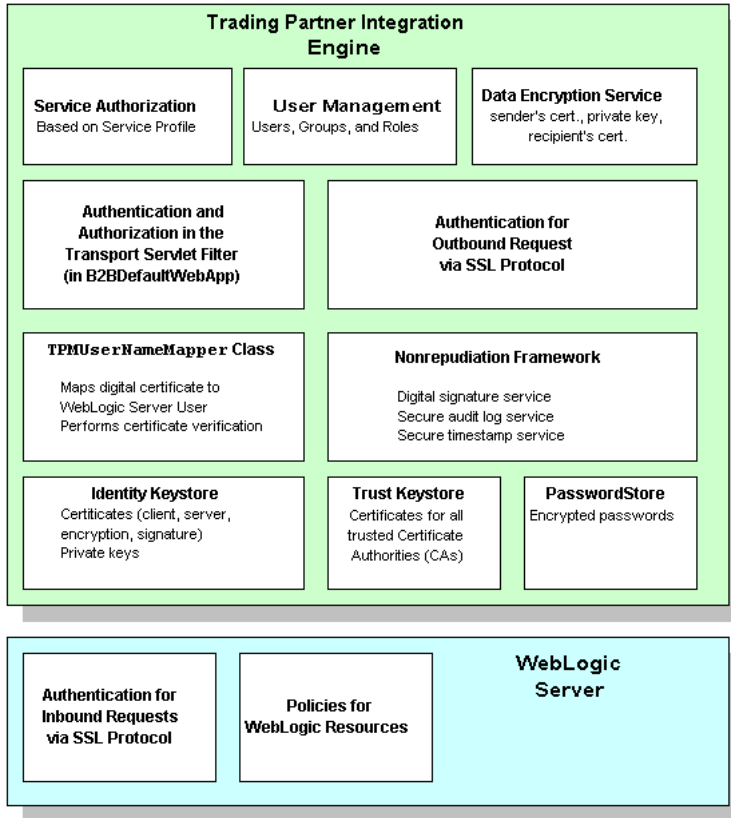 Trading Partner Integration
Engine
Service Authorization
Based on Service Profile
User Management
Users, Groups, and Roles
Data Encryption Service
sender's cert., private key,
recipient's cert.
Authentication and
Authorization in the
Transport Servlet Filter
(in B2BDefaultWebApp)
Authentication for
Outbound Request
via SSL Protocol
TPMUserNameMapper Class
Maps digital certificate to
WebLogic Server User
Performs certificate verification
Nonrepudiation Framework
Digital signature service
Secure audit log service
Secure timestamp service
Identity Keystore
Certiticates (client, server,
encryption, signature)
Private keys
Trust Keystore
Certificates for all
trusted Certificate
Authorities (CAs)
PasswordStore
Encrypted passwords
WebLogic
Server
Authentication for
Inbound Requests
via SSL Protocol
Policies for
WebLogic Resources